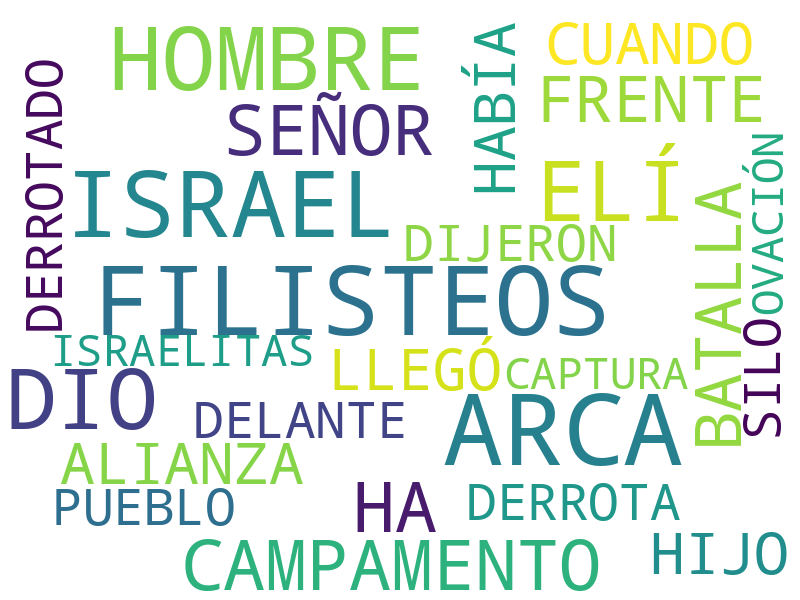 HOMBRE
CUANDO
HABÍA
FRENTE
SEÑOR
DERROTADO
ISRAEL
ELÍ
OVACIÓN
DIJERON
BATALLA
FILISTEOS
ISRAELITAS
LLEGÓ
CAPTURA
SILO
DIO
DELANTE
ARCA
ALIANZA
PUEBLO
HA
DERROTA
CAMPAMENTO
HIJO